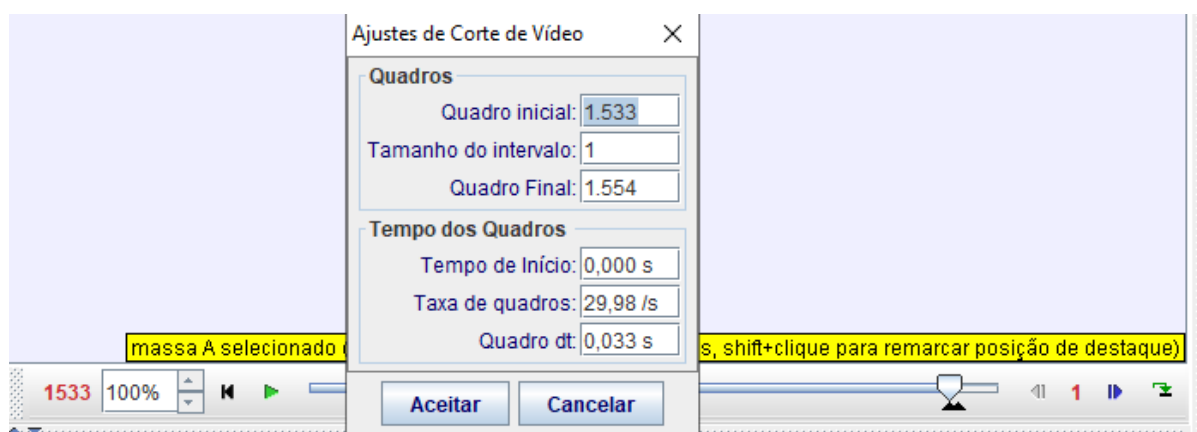 Ajustes de Corte de Vídeo
Quadros
Quadro inicial: 1.533
Tamanho do intervalo: 1
Quadro Final: 1.554
Tempo dos Quadros
Tempo de Início: 0,000 s
Taxa de quadros: 29,98 /s
Quadro dt: 0,033 s
massa A selecionado s, shift+clique para remarcar posição de destaque)
1533 100% 1
Aceitar Cancelar